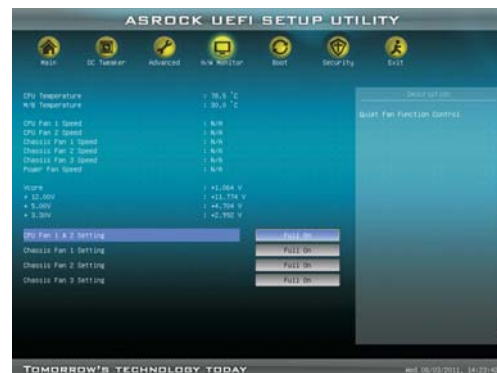 ASROCK UEFI SETUP UTILITY
Main OC Tweaker Advanced H/W Monitor Boot Security Exit
CPU Temperature : 78.5 °C
M/B Temperature : 30.0 °C
CPU Fan 1 Speed : N/A
CPU Fan 2 Speed : N/A
Chassis Fan 1 Speed : N/A
Chassis Fan 2 Speed : N/A
Chassis Fan 3 Speed : N/A
Power Fan Speed : N/A
Vcore : +1.064 V
+ 12.00V : +11.774 V
+ 5.00V : +4.704 V
+ 3.30V : +2.992 V
CPU Fan 1 & 2 Setting Full On
Chassis Fan 1 Setting Full On
Chassis Fan 2 Setting Full On
Chassis Fan 3 Setting Full On
Description
Quiet Fan Function Control
TOMORROW'S TECHNOLOGY TODAY